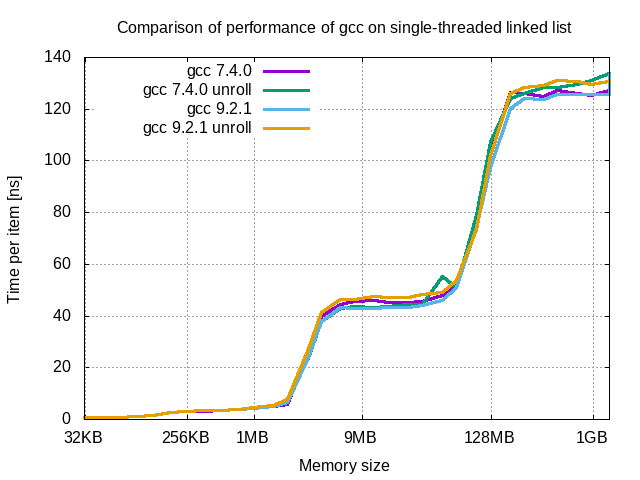 Comparison of performance of gcc on single-threaded linked list
Time per item [ns]
140
120
100
80
60
40
20
0
gcc 7.4.0
gcc 7.4.0 unroll
gcc 9.2.1
gcc 9.2.1 unroll
32KB 256KB 1MB 9MB 128MB 1GB
Memory size